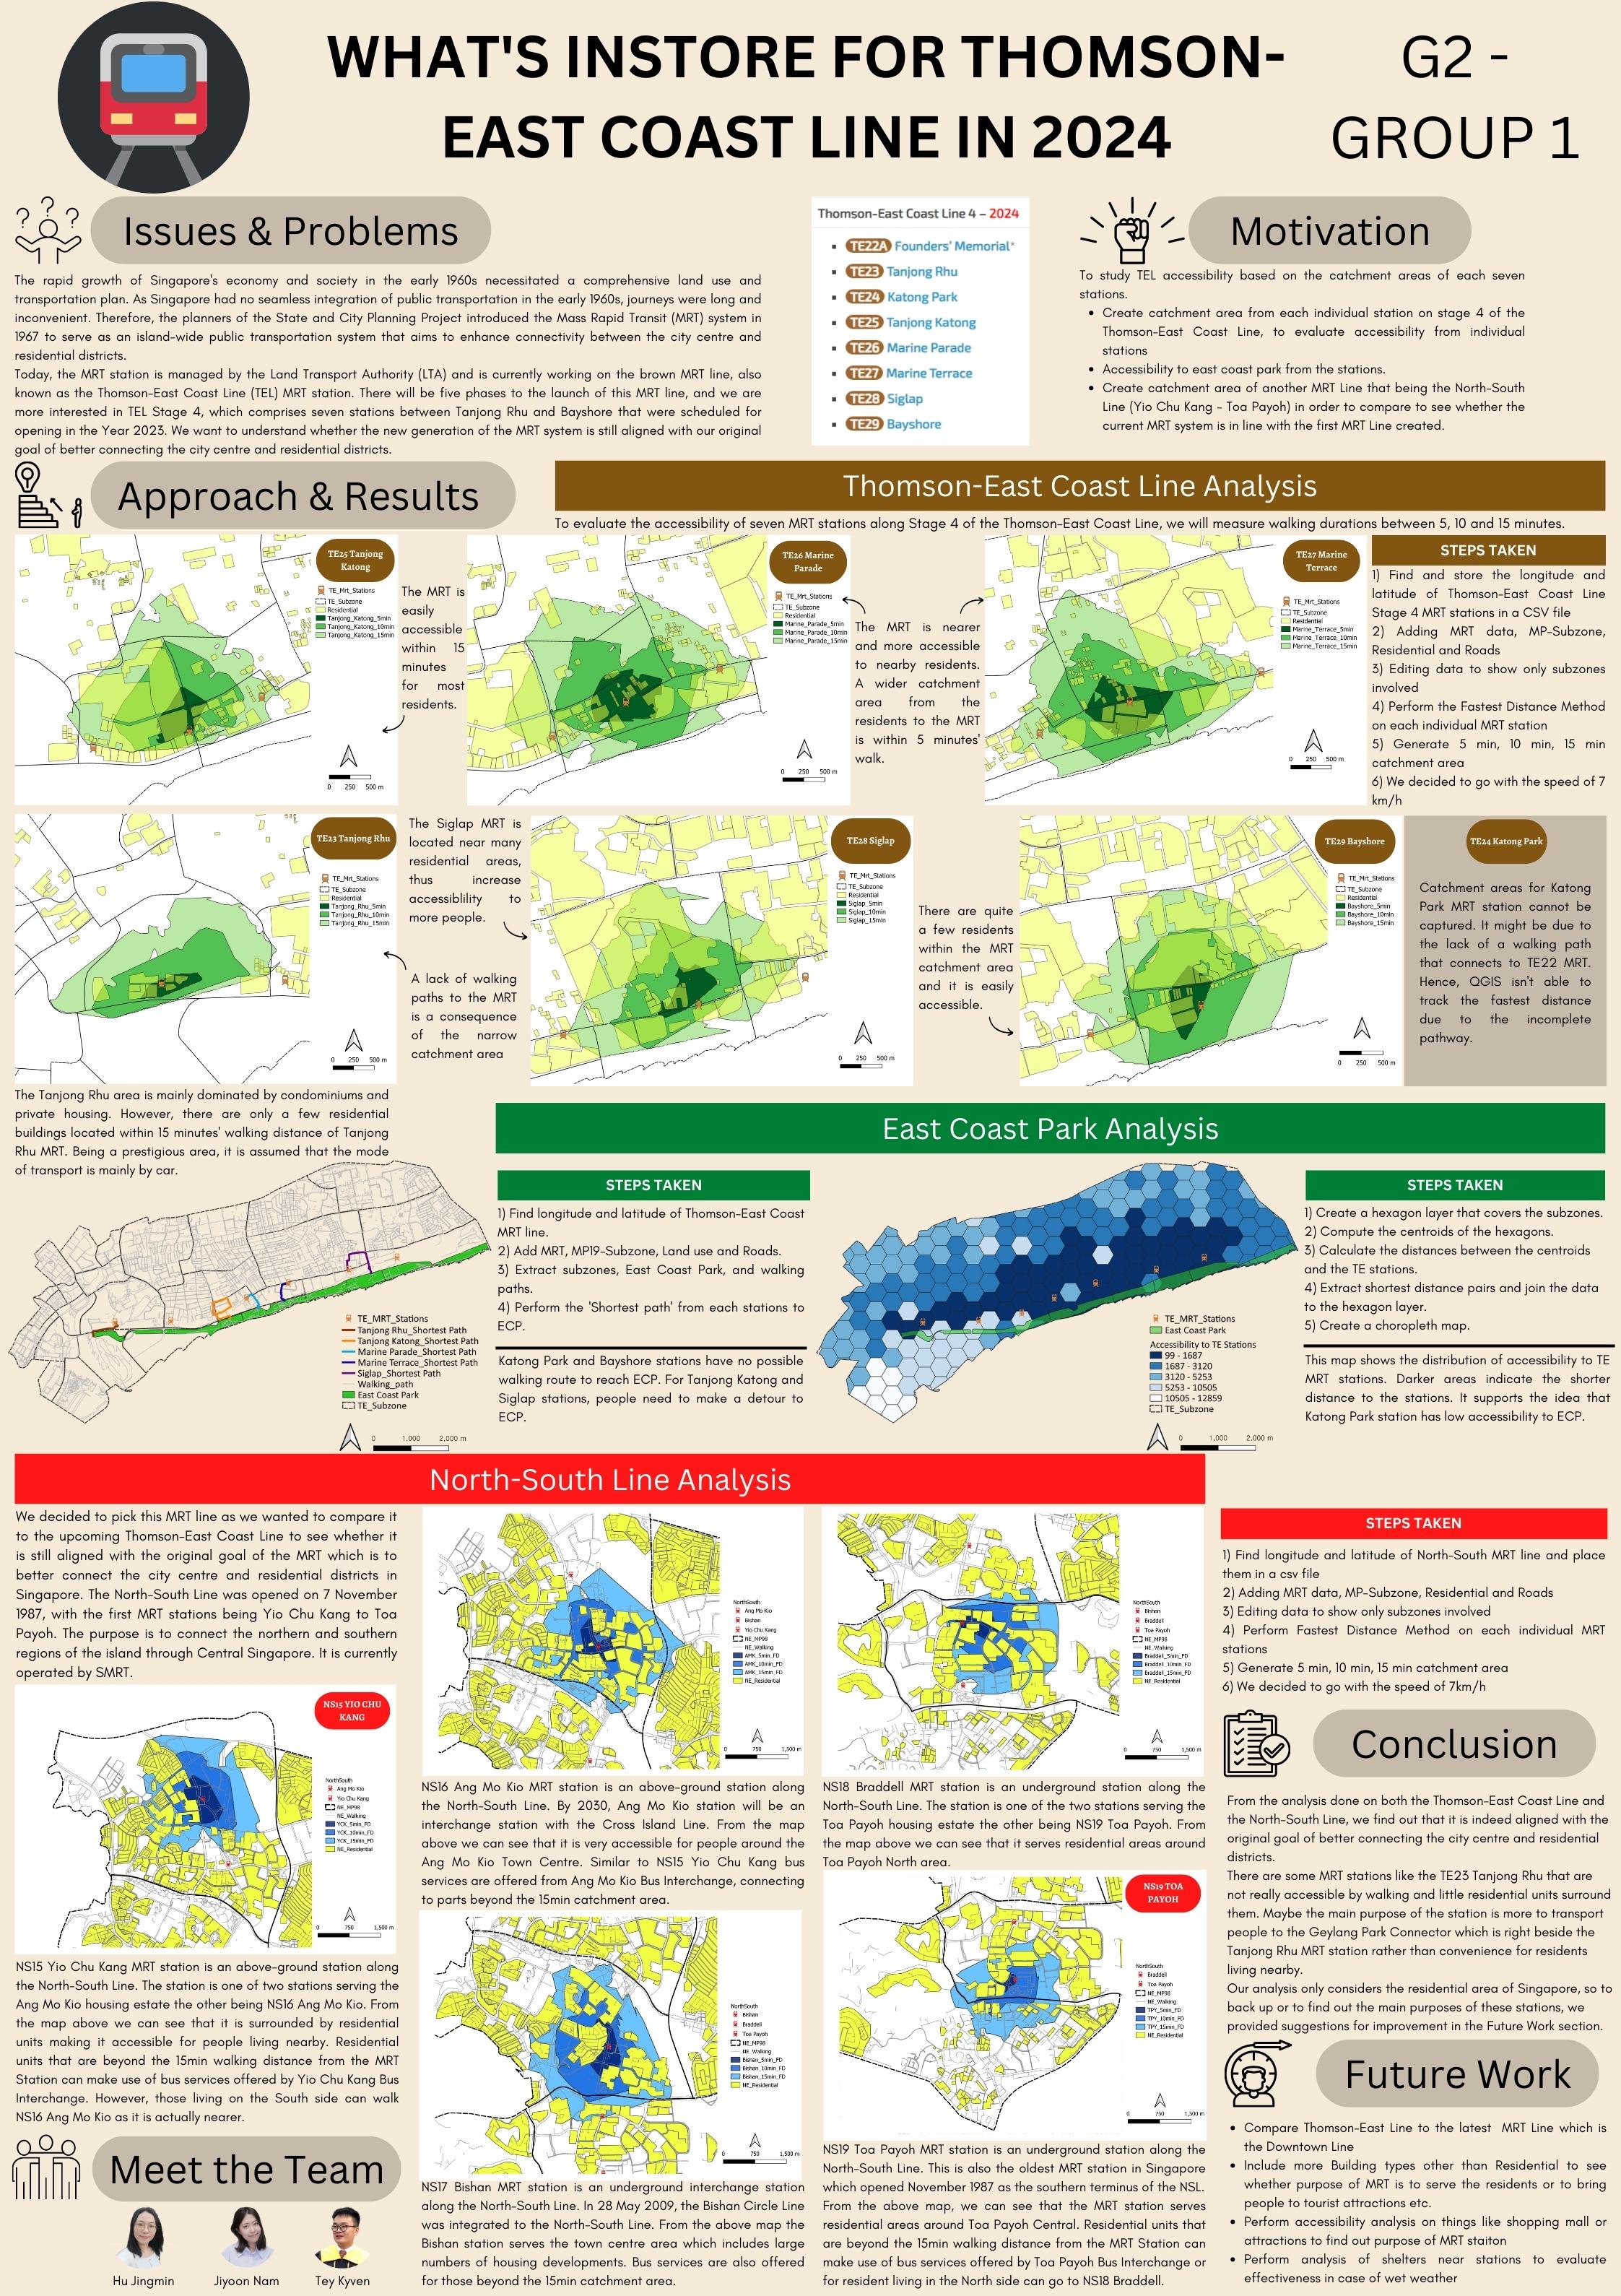 WHAT'S INSTORE FOR THOMSON-
EAST COAST LINE IN 2024
G2 -
GROUP 1
Issues & Problems
The rapid growth of Singapore's economy and society in the early 1960s necessitated a comprehensive land use and
transportation plan. As Singapore had no seamless integration of public transportation in the early 1960s, journeys were long and
inconvenient. Therefore, the planners of the State and City Planning Project introduced the Mass Rapid Transit (MRT) system in
1967 to serve as an island-wide public transportation system that aims to enhance connectivity between the city centre and
residential districts.
Today, the MRT station is managed by the Land Transport Authority (LTA) and is currently working on the brown MRT line, also
known as the Thomson-East Coast Line (TEL) MRT station. There will be five phases to the launch of this MRT line, and we are
more interested in TEL Stage 4, which comprises seven stations between Tanjong Rhu and Bayshore that were scheduled for
opening in the Year 2023. We want to understand whether the new generation of the MRT system is still aligned with our original
goal of better connecting the city centre and residential districts.
Thomson-East Coast Line 4 – 2024
TE22A Founders' Memorial*
TE23 Tanjong Rhu
TE24 Katong Park
TE25 Tanjong Katong
TE26 Marine Parade
TE27 Marine Terrace
TE28 Siglap
TE29 Bayshore
Motivation
To study TEL accessibility based on the catchment areas of each seven
stations.
• Create catchment area from each individual station on stage 4 of the
Thomson-East Coast Line, to evaluate accessibility from individual
stations
• Accessibility to east coast park from the stations.
• Create catchment area of another MRT Line that being the North-South
Line (Yio Chu Kang - Toa Payoh) in order to compare to see whether the
current MRT system is in line with the first MRT Line created.
Approach & Results
Thomson-East Coast Line Analysis
To evaluate the accessibility of seven MRT stations along Stage 4 of the Thomson-East Coast Line, we will measure walking durations between 5, 10 and 15 minutes.
TE25 Tanjong
Katong
TE_Mrt_Stations
TE_Subzone
Residential
Tanjong_Katong_5min
Tanjong_Katong_10min
Tanjong_Katong_15min
0 250 500 m
The MRT is
easily
accessible
within 15
minutes
for most
residents.
TE26 Marine
Parade
TE_Mrt_Stations
TE_Subzone
Residential
Marine_Parade_5min
Marine_Parade_10min
Marine_Parade_15min
0 250 500 m
The MRT is nearer
and more accessible
to nearby residents.
A wider catchment
area from the
residents to the MRT
is within 5 minutes'
walk.
TE27 Marine
Terrace
TE_Mrt_Stations
TE_Subzone
Residential
Marine_Terrace_5min
Marine_Terrace_10min
Marine_Terrace_15min
0 250 500 m
STEPS TAKEN
1) Find and store the longitude and
latitude of Thomson-East Coast Line
Stage 4 MRT stations in a CSV file
2) Adding MRT data, MP-Subzone,
Residential and Roads
3) Editing data to show only subzones
involved
4) Perform the Fastest Distance Method
on each individual MRT station
5) Generate 5 min, 10 min, 15 min
catchment area
6) We decided to go with the speed of 7
km/h
TE23 Tanjong Rhu
TE_Mrt_Stations
TE_Subzone
Residential
Tanjong_Rhu_5min
Tanjong_Rhu_10min
Tanjong_Rhu_15min
0 250 500 m
The Siglap MRT is
located near many
residential areas,
thus increase
accessiblility to
more people.
A lack of walking
paths to the MRT
is a consequence
of the narrow
catchment area
TE28 Siglap
TE_Mrt_Stations
TE_Subzone
Residential
Siglap_5min
Siglap_10min
Siglap_15min
0 250 500 m
There are quite
a few residents
within the MRT
catchment area
and it is easily
accessible.
TE29 Bayshore
TE_Mrt_Stations
TE_Subzone
Residential
Bayshore_5min
Bayshore_10min
Bayshore_15min
0 250 500 m
TE24 Katong Park
Catchment areas for Katong
Park MRT station cannot be
captured. It might be due to
the lack of a walking path
that connects to TE22 MRT.
Hence, QGIS isn't able to
track the fastest distance
due to the incomplete
pathway.
The Tanjong Rhu area is mainly dominated by condominiums and
private housing. However, there are only a few residential
buildings located within 15 minutes' walking distance of Tanjong
Rhu MRT. Being a prestigious area, it is assumed that the mode
of transport is mainly by car.
East Coast Park Analysis
TE_MRT_Stations
Tanjong Rhu_Shortest Path
Tanjong Katong_Shortest Path
Marine Parade_Shortest Path
Marine Terrace_Shortest Path
Siglap_Shortest Path
Walking_path
East Coast Park
TE_Subzone
0 1,000 2,000 m
STEPS TAKEN
1) Find longitude and latitude of Thomson-East Coast
MRT line.
2) Add MRT, MP19-Subzone, Land use and Roads.
3) Extract subzones, East Coast Park, and walking
paths.
4) Perform the 'Shortest path' from each stations to
ECP.
Katong Park and Bayshore stations have no possible
walking route to reach ECP. For Tanjong Katong and
Siglap stations, people need to make a detour to
ECP.
TE_MRT_Stations
East Coast Park
Accessibility to TE Stations
99 - 1687
1687 - 3120
3120 - 5253
5253 - 10505
10505 - 12859
TE_Subzone
0 1,000 2,000 m
STEPS TAKEN
1) Create a hexagon layer that covers the subzones.
2) Compute the centroids of the hexagons.
3) Calculate the distances between the centroids
and the TE stations.
4) Extract shortest distance pairs and join the data
to the hexagon layer.
5) Create a choropleth map.
This map shows the distribution of accessibility to TE
MRT stations. Darker areas indicate the shorter
distance to the stations. It supports the idea that
Katong Park station has low accessibility to ECP.
North-South Line Analysis
We decided to pick this MRT line as we wanted to compare it
to the upcoming Thomson-East Coast Line to see whether it
is still aligned with the original goal of the MRT which is to
better connect the city centre and residential districts in
Singapore. The North-South Line was opened on 7 November
1987, with the first MRT stations being Yio Chu Kang to Toa
Payoh. The purpose is to connect the northern and southern
regions of the island through Central Singapore. It is currently
operated by SMRT.
NS15 YIO CHU
KANG
NorthSouth
Ang Mo Kio
Yio Chu Kang
NE_MP98
NE_Walking
YCK_5min_FD
YCK_10min_FD
YCK_15min_FD
NE_Residential
0 750 1,500 m
NS15 Yio Chu Kang MRT station is an above-ground station along
the North-South Line. The station is one of two stations serving the
Ang Mo Kio housing estate the other being NS16 Ang Mo Kio. From
the map above we can see that it is surrounded by residential
units making it accessible for people living nearby. Residential
units that are beyond the 15min walking distance from the MRT
Station can make use of bus services offered by Yio Chu Kang Bus
Interchange. However, those living on the South side can walk
NS16 Ang Mo Kio as it is actually nearer.
Meet the Team
Hu Jingmin
Jiyoon Nam
Tey Kyven
NorthSouth
Ang Mo Kio
Bishan
Yio Chu Kang
NE_MP98
NE_Walking
AMK_5min_FD
AMK_10min_FD
AMK_15min_FD
NE_Residential
0 750 1,500 m
NS16 Ang Mo Kio MRT station is an above-ground station along
the North-South Line. By 2030, Ang Mo Kio station will be an
interchange station with the Cross Island Line. From the map
above we can see that it is very accessible for people around the
Ang Mo Kio Town Centre. Similar to NS15 Yio Chu Kang bus
services are offered from Ang Mo Kio Bus Interchange, connecting
to parts beyond the 15min catchment area.
NorthSouth
Bishan
Braddell
Toa Payoh
NE_MP98
NE_Walking
Bishan_5min_FD
Bishan_10min_FD
Bishan_15min_FD
NE_Residential
0 750 1,500 m
NS17 Bishan MRT station is an underground interchange station
along the North-South Line. In 28 May 2009, the Bishan Circle Line
was integrated to the North-South Line. From the above map the
Bishan station serves the town centre area which includes large
numbers of housing developments. Bus services are also offered
for those beyond the 15min catchment area.
NorthSouth
Bishan
Braddell
Toa Payoh
NE_MP98
NE_Walking
Braddell_5min_FD
Braddell_10min_FD
Braddell_15min_FD
NE_Residential
0 750 1,500 m
NS18 Braddell MRT station is an underground station along the
North-South Line. The station is one of the two stations serving the
Toa Payoh housing estate the other being NS19 Toa Payoh. From
the map above we can see that it serves residential areas around
Toa Payoh North area.
NS19 TOA
PAYOH
NorthSouth
Braddell
Toa Payoh
NE_MP98
NE_Walking
TPY_5min_FD
TPY_10min_FD
TPY_15min_FD
NE_Residential
0 750 1,500 m
NS19 Toa Payoh MRT station is an underground station along the
North-South Line. This is also the oldest MRT station in Singapore
which opened November 1987 as the southern terminus of the NSL.
From the above map, we can see that the MRT station serves
residential areas around Toa Payoh Central. Residential units that
are beyond the 15min walking distance from the MRT Station can
make use of bus services offered by Toa Payoh Bus Interchange or
for resident living in the North side can go to NS18 Braddell.
STEPS TAKEN
1) Find longitude and latitude of North-South MRT line and place
them in a csv file
2) Adding MRT data, MP-Subzone, Residential and Roads
3) Editing data to show only subzones involved
4) Perform Fastest Distance Method on each individual MRT
stations
5) Generate 5 min, 10 min, 15 min catchment area
6) We decided to go with the speed of 7km/h
Conclusion
From the analysis done on both the Thomson-East Coast Line and
the North-South Line, we find out that it is indeed aligned with the
original goal of better connecting the city centre and residential
districts.
There are some MRT stations like the TE23 Tanjong Rhu that are
not really accessible by walking and little residential units surround
them. Maybe the main purpose of the station is more to transport
people to the Geylang Park Connector which is right beside the
Tanjong Rhu MRT station rather than convenience for residents
living nearby.
Our analysis only considers the residential area of Singapore, so to
back up or to find out the main purposes of these stations, we
provided suggestions for improvement in the Future Work section.
Future Work
• Compare Thomson-East Line to the latest MRT Line which is
the Downtown Line
• Include more Building types other than Residential to see
whether purpose of MRT is to serve the residents or to bring
people to tourist attractions etc.
• Perform accessibility analysis on things like shopping mall or
attractions to find out purpose of MRT staiton
• Perform analysis of shelters near stations to evaluate
effectiveness in case of wet weather